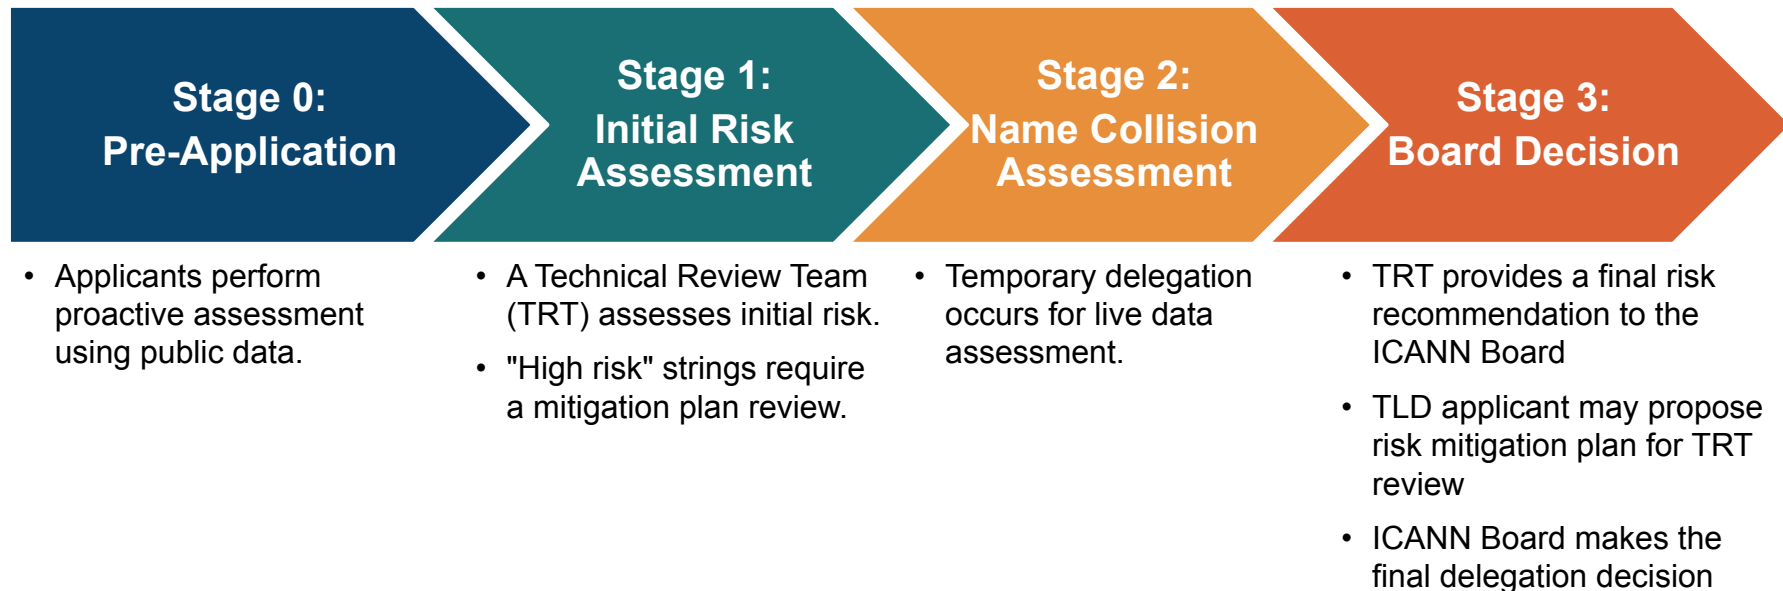 Stage 0:
Pre-Application
Stage 1:
Initial Risk
Assessment
Stage 2:
Name Collision
Assessment
Stage 3:
Board Decision
• Applicants perform
proactive assessment
using public data.
• A Technical Review Team
(TRT) assesses initial risk.
• "High risk" strings require
a mitigation plan review.
• Temporary delegation
occurs for live data
assessment.
• TRT provides a final risk
recommendation to the
ICANN Board
• TLD applicant may propose
risk mitigation plan for TRT
review
• ICANN Board makes the
final delegation decision